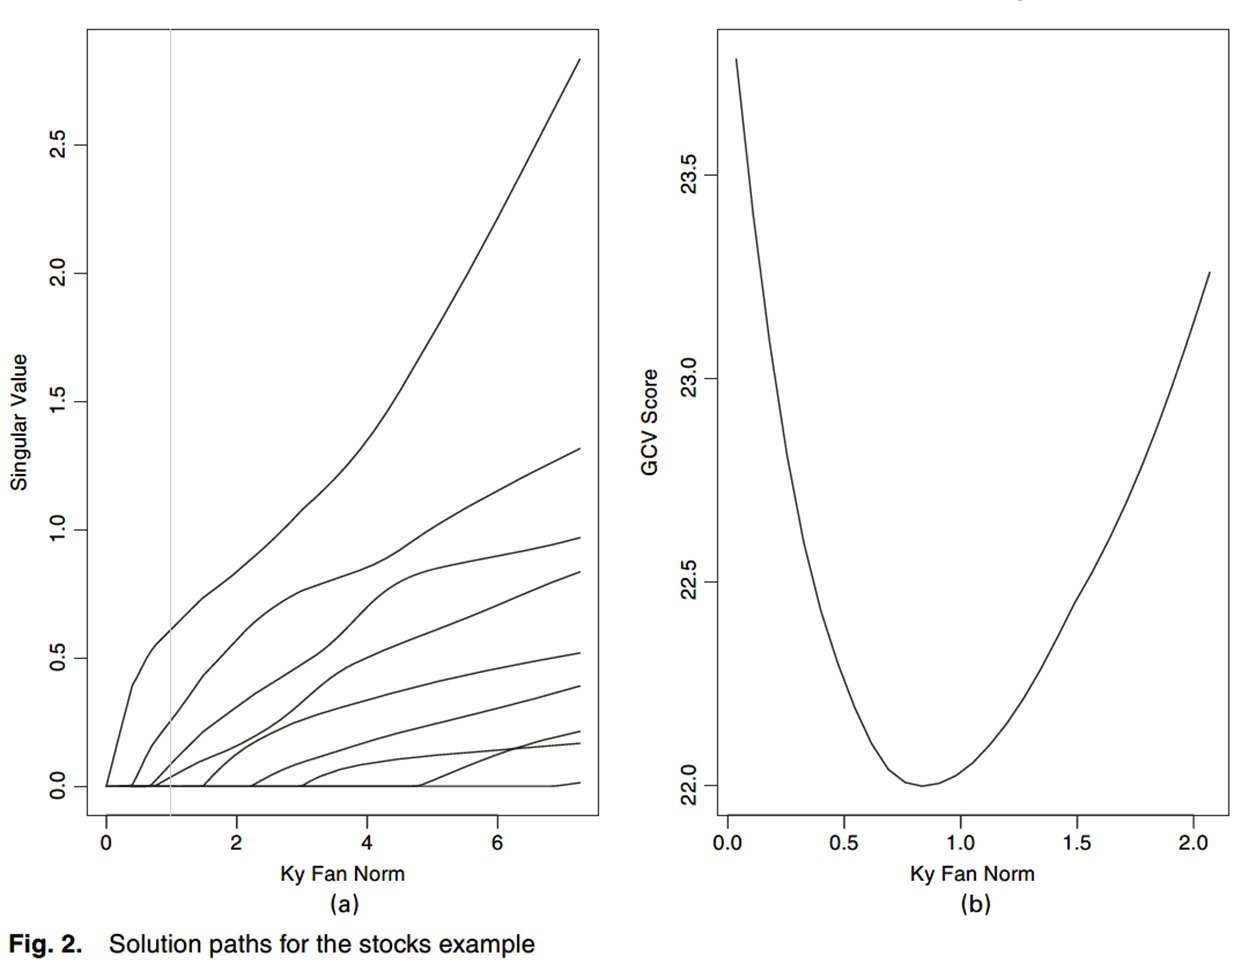 2.5
2.0
1.5
1.0
0.5
0.0
Singular Value
0 2 4 6
Ky Fan Norm
(a)
23.5
23.0
22.5
22.0
GCV Score
0.0 0.5 1.0 1.5 2.0
Ky Fan Norm
(b)
Fig. 2. Solution paths for the stocks example